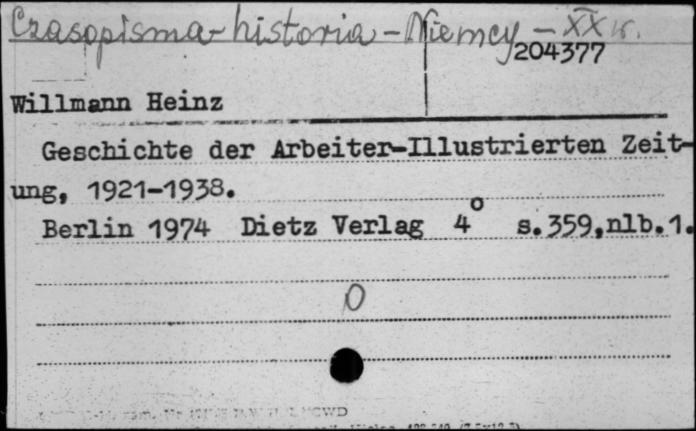 Czasopisma - historia - Niemcy - XX w.
204377
Willmann Heinz
Geschichte der Arbeiter-Illustrierten Zeit-
ung, 1921-1938.
Berlin 1974 Dietz Verlag 4° s.359,nlb.1.
O